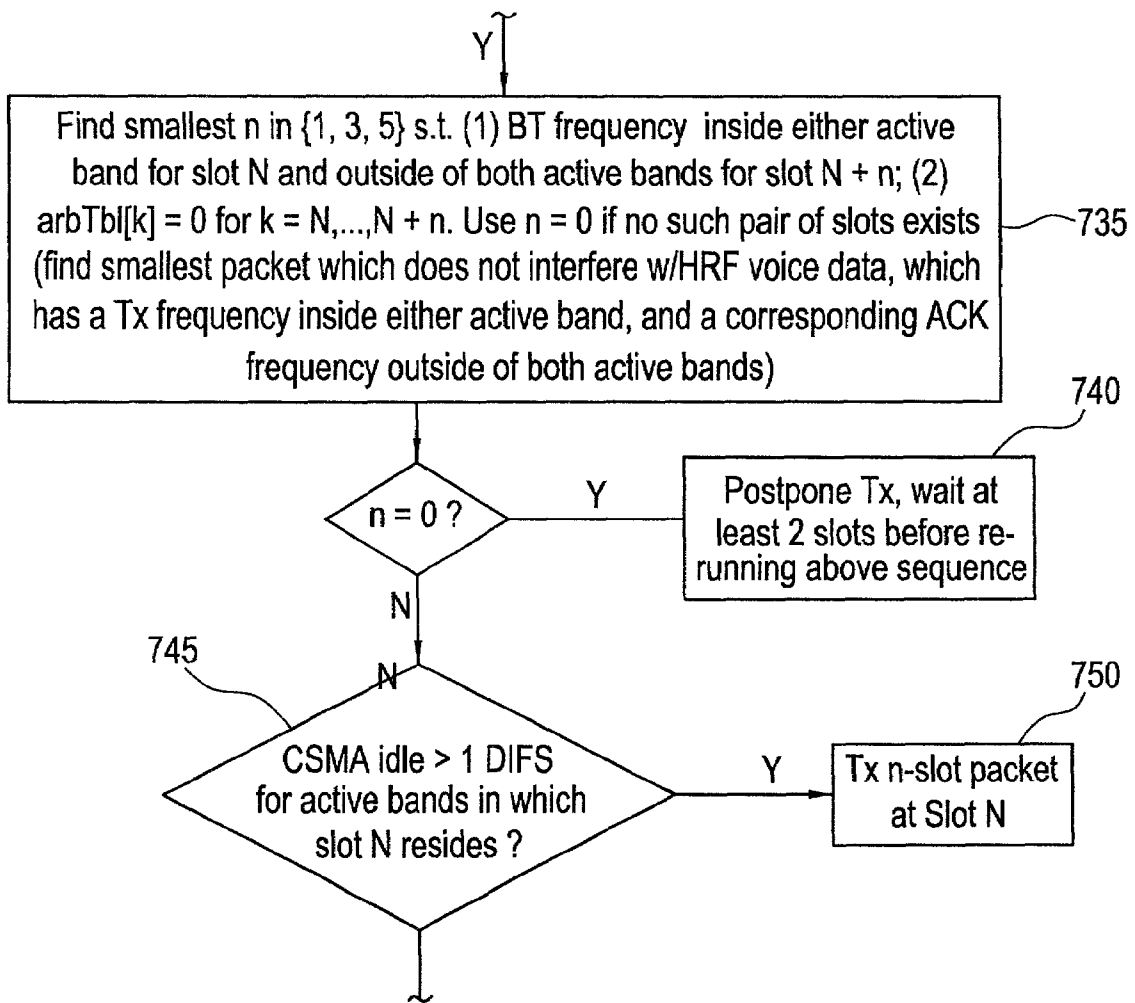 Y
Find smallest n in {1, 3, 5} s.t. (1) BT frequency inside either active
band for slot N and outside of both active bands for slot N + n; (2)
arbTbl[k] = 0 for k = N,...,N + n. Use n = 0 if no such pair of slots exists
(find smallest packet which does not interfere w/HRF voice data, which
has a Tx frequency inside either active band, and a corresponding ACK
frequency outside of both active bands)
735
740
n = 0 ?
Y
Postpone Tx, wait at
least 2 slots before re-
running above sequence
N
745
N
CSMA idle > 1 DIFS
for active bands in which
slot N resides ?
Y
750
Tx n-slot packet
at Slot N